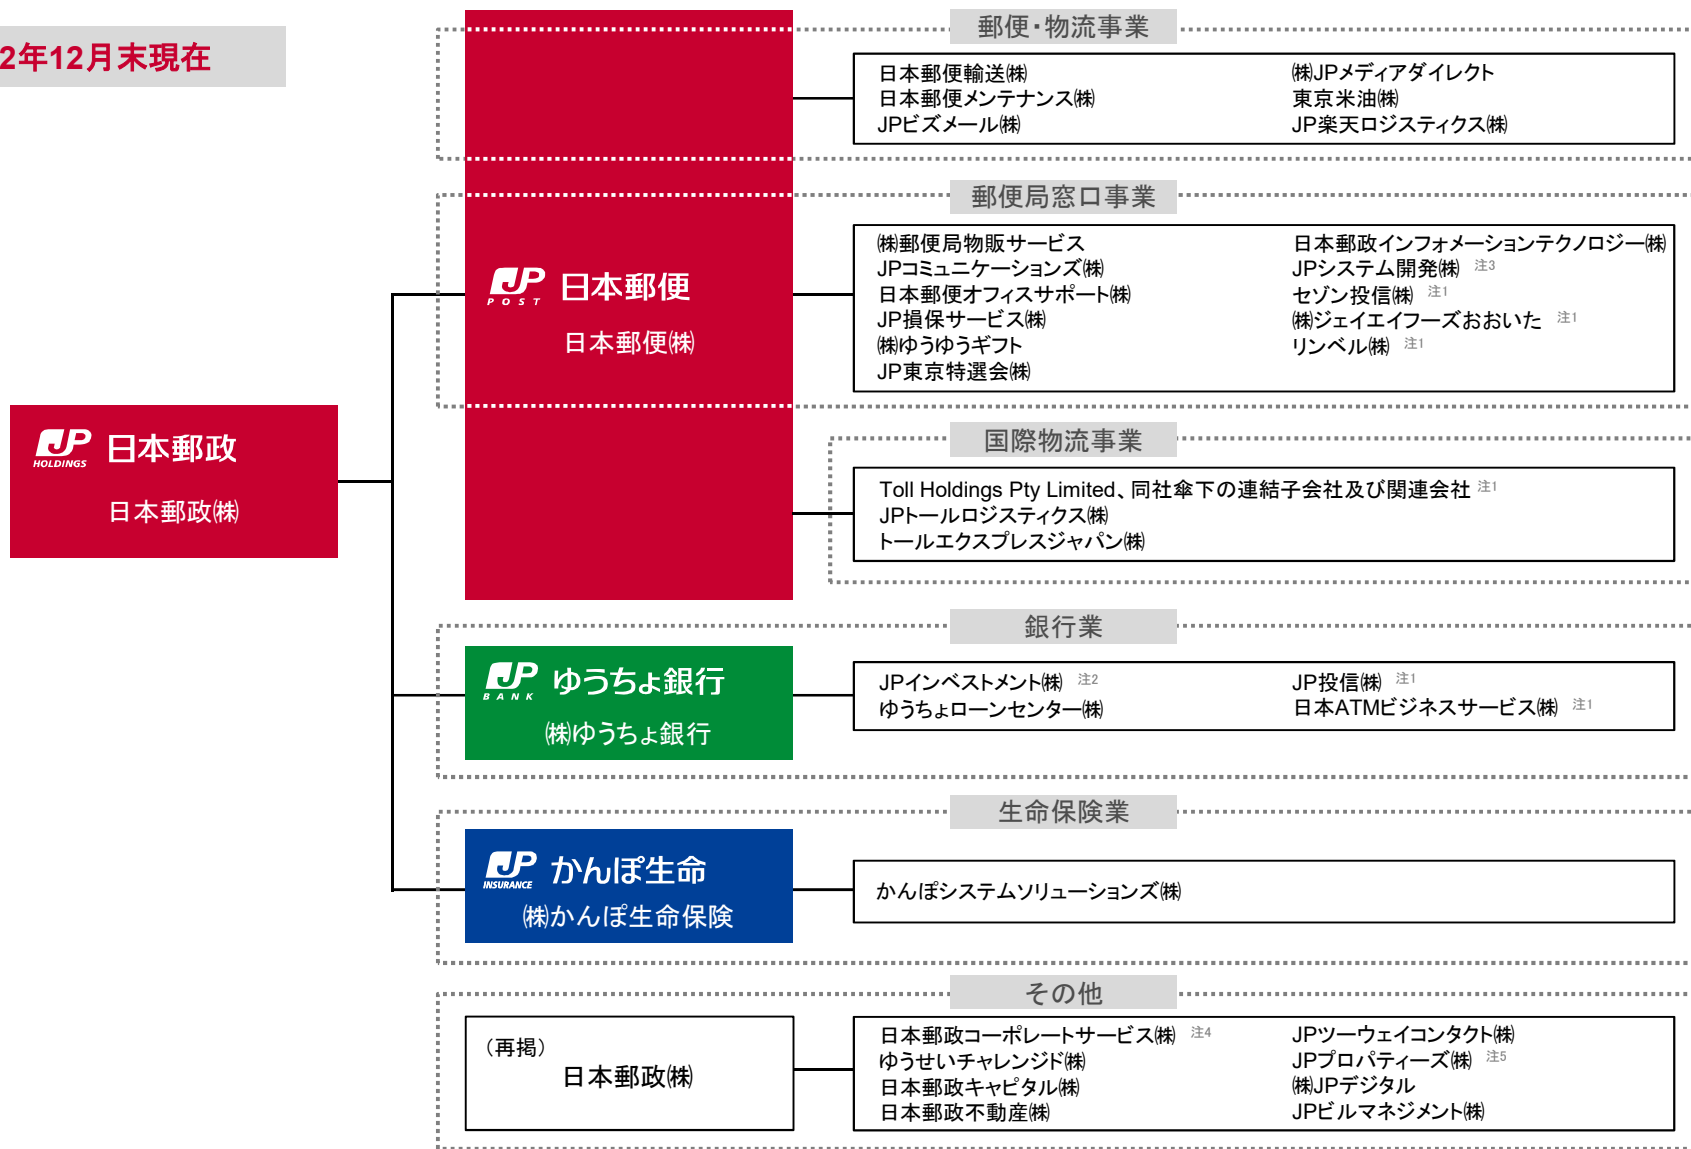 2年12月末現在
郵便・物流事業
日本郵便輸送㈱
日本郵便メンテナンス㈱
JPビズメール㈱
㈱JPメディアダイレクト
東京米油㈱
JP楽天ロジスティクス㈱
郵便局窓口事業
㈱郵便局物販サービス
JPコミュニケーションズ㈱
日本郵便オフィスサポート㈱
JP損保サービス㈱
㈱ゆうゆうギフト
JP東京特選会㈱
日本郵政インフォメーションテクノロジー㈱
JPシステム開発㈱ 注3
セゾン投信㈱ 注1
㈱ジェイエイフーズおおいた 注1
リンベル㈱ 注1
JP POST 日本郵便
日本郵便㈱
JP HOLDINGS 日本郵政
日本郵政㈱
国際物流事業
Toll Holdings Pty Limited、同社傘下の連結子会社及び関連会社 注1
JPトールロジスティクス㈱
トールエクスプレスジャパン㈱
銀行業
JP BANK ゆうちょ銀行
㈱ゆうちょ銀行
JPインベストメント㈱ 注2
ゆうちょローンセンター㈱
JP投信㈱ 注1
日本ATMビジネスサービス㈱ 注1
生命保険業
JP INSURANCE かんぽ生命
㈱かんぽ生命保険
かんぽシステムソリューションズ㈱
その他
（再掲）
日本郵政㈱
日本郵政コーポレートサービス㈱ 注4
ゆうせいチャレンジド㈱
日本郵政キャピタル㈱
日本郵政不動産㈱
JPツーウェイコンタクト㈱
JPプロパティーズ㈱ 注5
㈱JPデジタル
JPビルマネジメント㈱